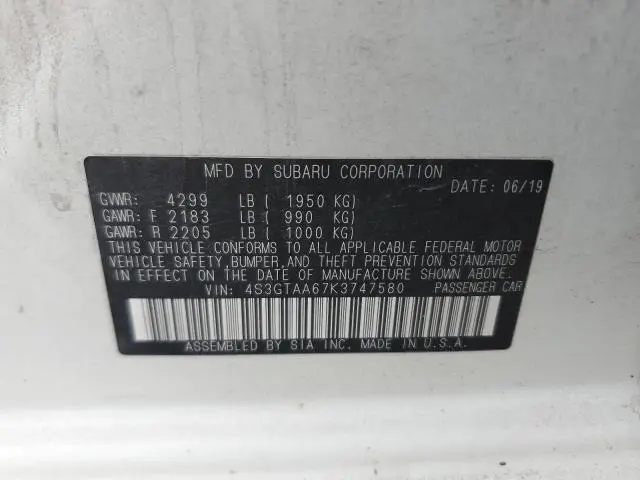 MFD BY SUBARU CORPORATION
DATE: 06/19
GVWR: 4299 LB ( 1950 KG)
GAWR: F 2183 LB ( 990 KG)
GAWR: R 2205 LB ( 1000 KG)
THIS VEHICLE CONFORMS TO ALL APPLICABLE FEDERAL MOTOR
VEHICLE SAFETY, BUMPER, AND THEFT PREVENTION STANDARDS
IN EFFECT ON THE DATE OF MANUFACTURE SHOWN ABOVE.
VIN: 4S3GTAA67K3747580 PASSENGER CAR
ASSEMBLED BY SIA INC. MADE IN U.S.A.